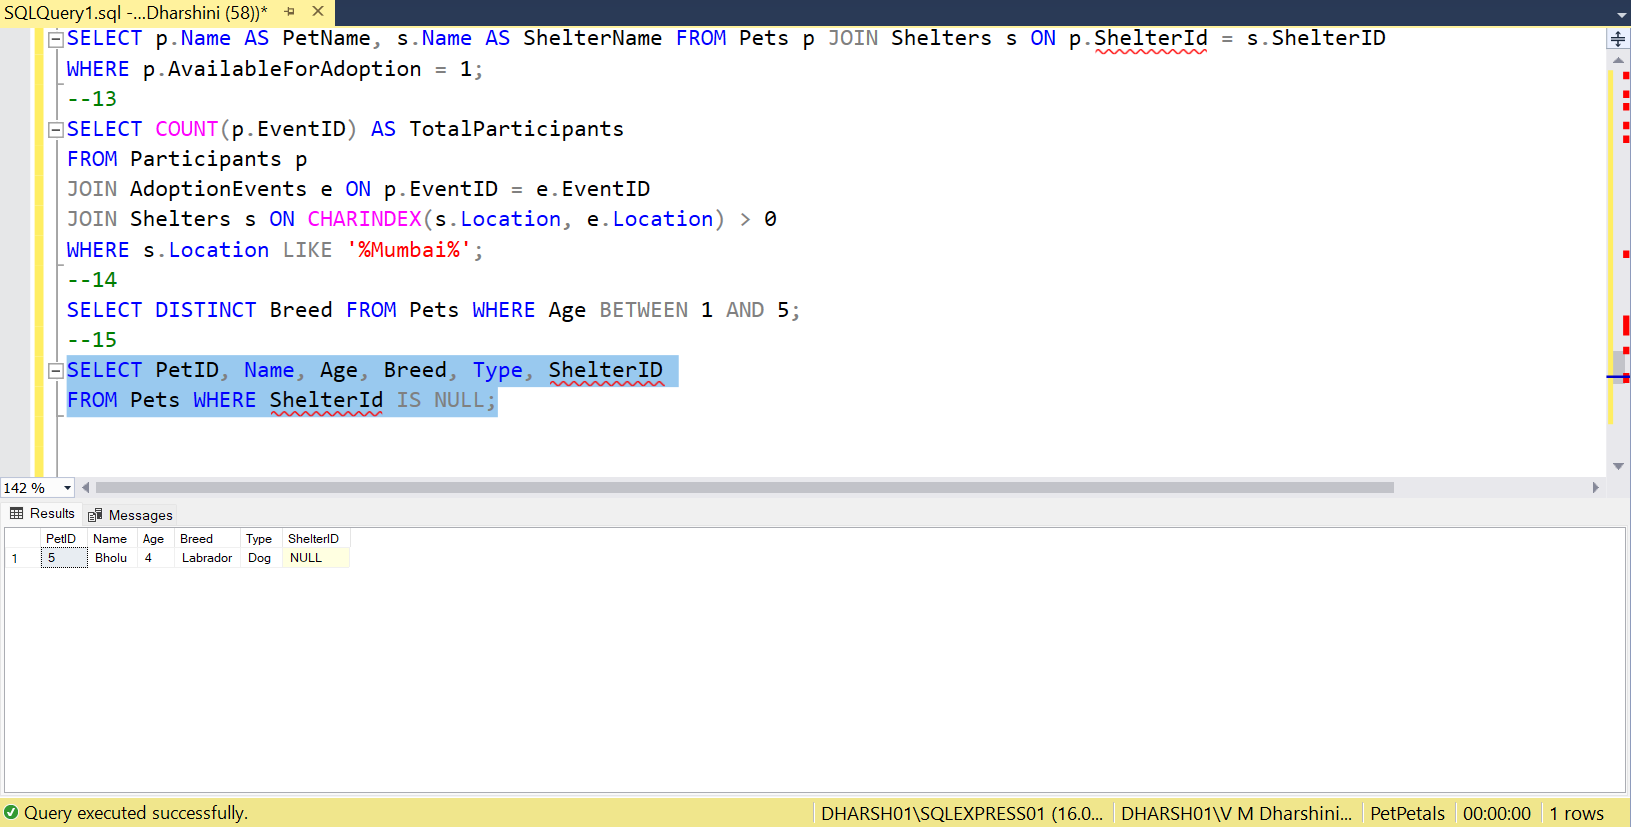 SQLQuery1.sql -...Dharshini (58))*
SELECT p.Name AS PetName, s.Name AS ShelterName FROM Pets p JOIN Shelters s ON p.ShelterId = s.ShelterID
WHERE p.AvailableForAdoption = 1;
--13
SELECT COUNT(p.EventID) AS TotalParticipants
FROM Participants p
JOIN AdoptionEvents e ON p.EventID = e.EventID
JOIN Shelters s ON CHARINDEX(s.Location, e.Location) > 0
WHERE s.Location LIKE '%Mumbai%';
--14
SELECT DISTINCT Breed FROM Pets WHERE Age BETWEEN 1 AND 5;
--15
SELECT PetID, Name, Age, Breed, Type, ShelterID
FROM Pets WHERE ShelterId IS NULL;
142 %
Results Messages
PetID Name Age Breed Type ShelterID
1 5 Bholu 4 Labrador Dog NULL
Query executed successfully. DHARSH01\SQLEXPRESS01 (16.0... DHARSH01\V M Dharshini... PetPetals 00:00:00 1 rows